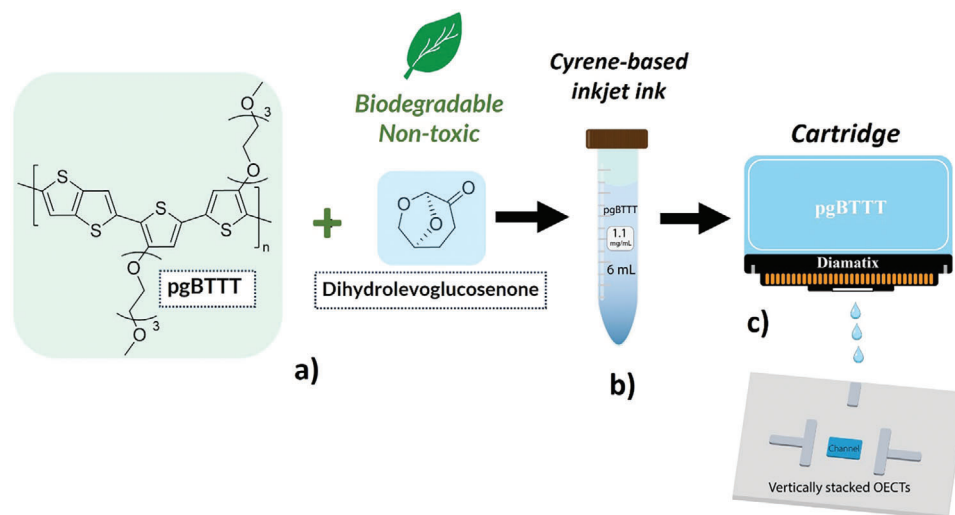 Biodegradable
Non-toxic
O
3
O
S
S
S
S
n
O
O
3
pgBTTT
+
O
O
O
Dihydrolevoglucosenone
a)
Cyrene-based
inkjet ink
pgBTTT
1.1
mg/mL
6 mL
b)
Cartridge
pgBTTT
Diamatix
c)
Channel
Vertically stacked OECTs